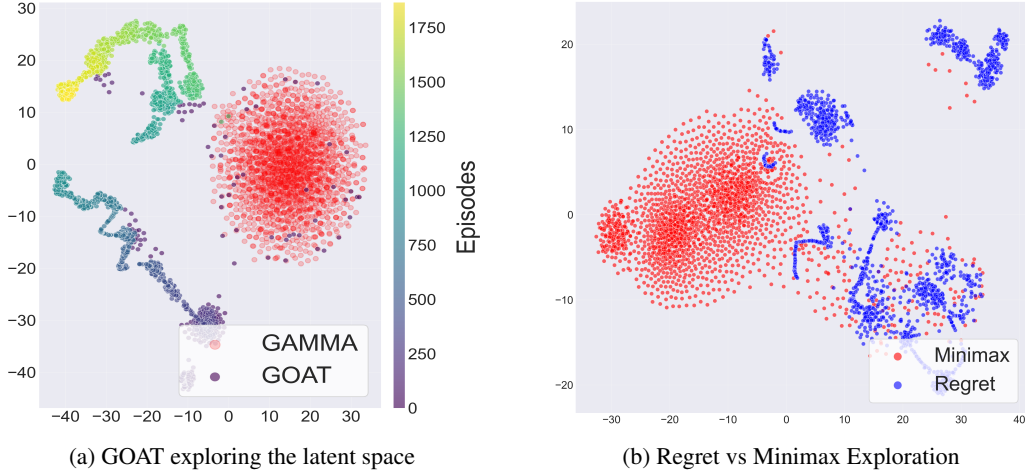 30
20
10
0
−10
−20
−30
−40
−40 −30 −20 −10 0 10 20 30
1750
1500
1250
1000
750
500
250
0
Episodes
GAMMA
GOAT
(a) GOAT exploring the latent space
20
10
0
−10
−20
−30 −20 −10 0 10 20 30 40
Minimax
Regret
(b) Regret vs Minimax Exploration